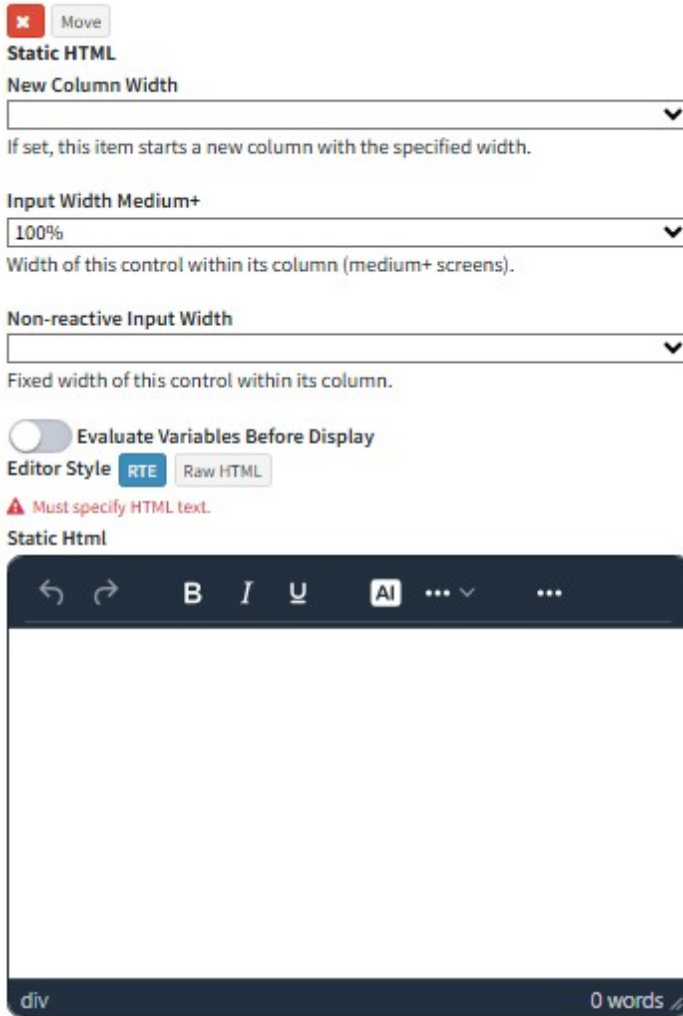 Move
Static HTML
New Column Width
If set, this item starts a new column with the specified width.
Input Width Medium+
100%
Width of this control within its column (medium+ screens).
Non-reactive Input Width
Fixed width of this control within its column.
Evaluate Variables Before Display
Editor Style RTE Raw HTML
Must specify HTML text.
Static Html
B I U AI
div 0 words